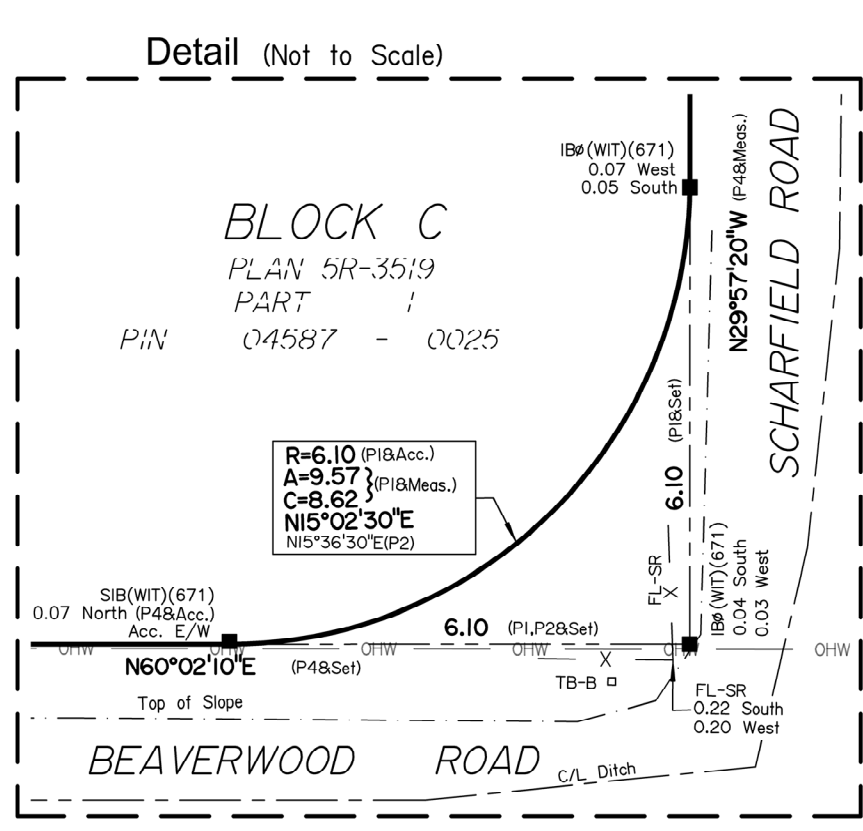 Detail (Not to Scale)
IBø(WIT)(671)
0.07 West
0.05 South
BLOCK C
PLAN 5R-3519
PART 1
PIN 04587 - 0025
N29°57'20"W (P4&Meas.)
SCHARFIELD ROAD
R=6.10 (P1&Acc.)
A=9.57
C=8.62 } (P1&Meas.)
N15°02'30"E
N15°36'30"E(P2)
6.10 (P1&Set)
FL-SR
X
IBø(WIT)(671)
0.04 South
0.03 West
SIB(WIT)(671)
0.07 North (P4&Acc.)
Acc. E/W
6.10 (P1,P2&Set)
OHW OHW OHW OHW OHW OHW
N60°02'10"E (P4&Set)
X
TB-B
Top of Slope
FL-SR
0.22 South
0.20 West
BEAVERWOOD ROAD
C/L Ditch